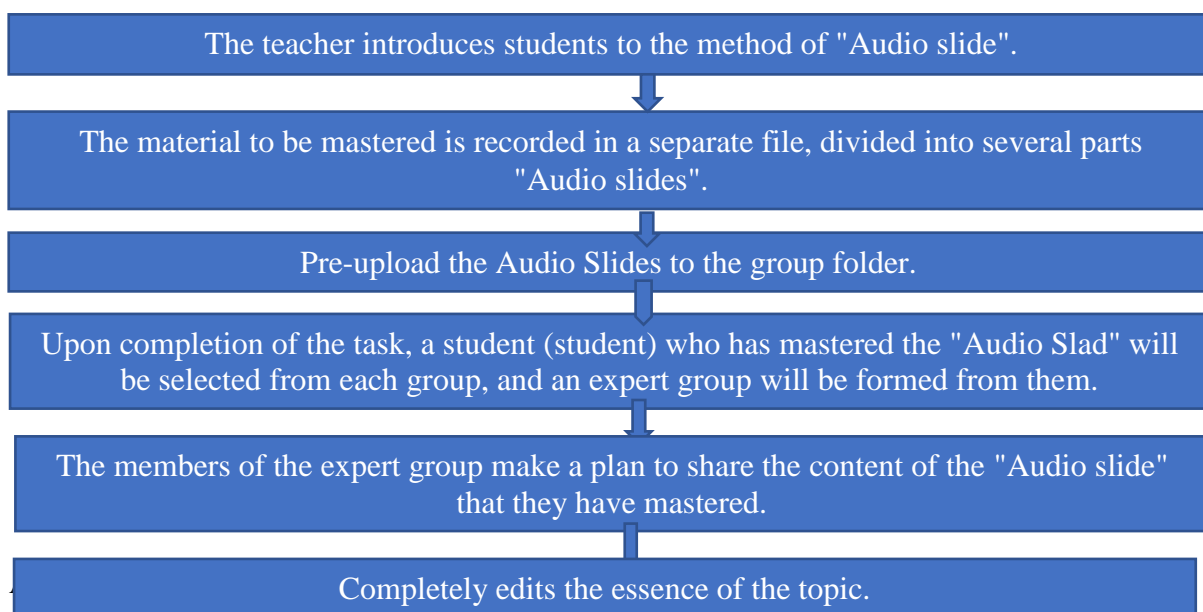 The teacher introduces students to the method of "Audio slide".
The material to be mastered is recorded in a separate file, divided into several parts
"Audio slides".
Pre-upload the Audio Slides to the group folder.
Upon completion of the task, a student (student) who has mastered the "Audio Slad" will
be selected from each group, and an expert group will be formed from them.
The members of the expert group make a plan to share the content of the "Audio slide"
that they have mastered.
Completely edits the essence of the topic.